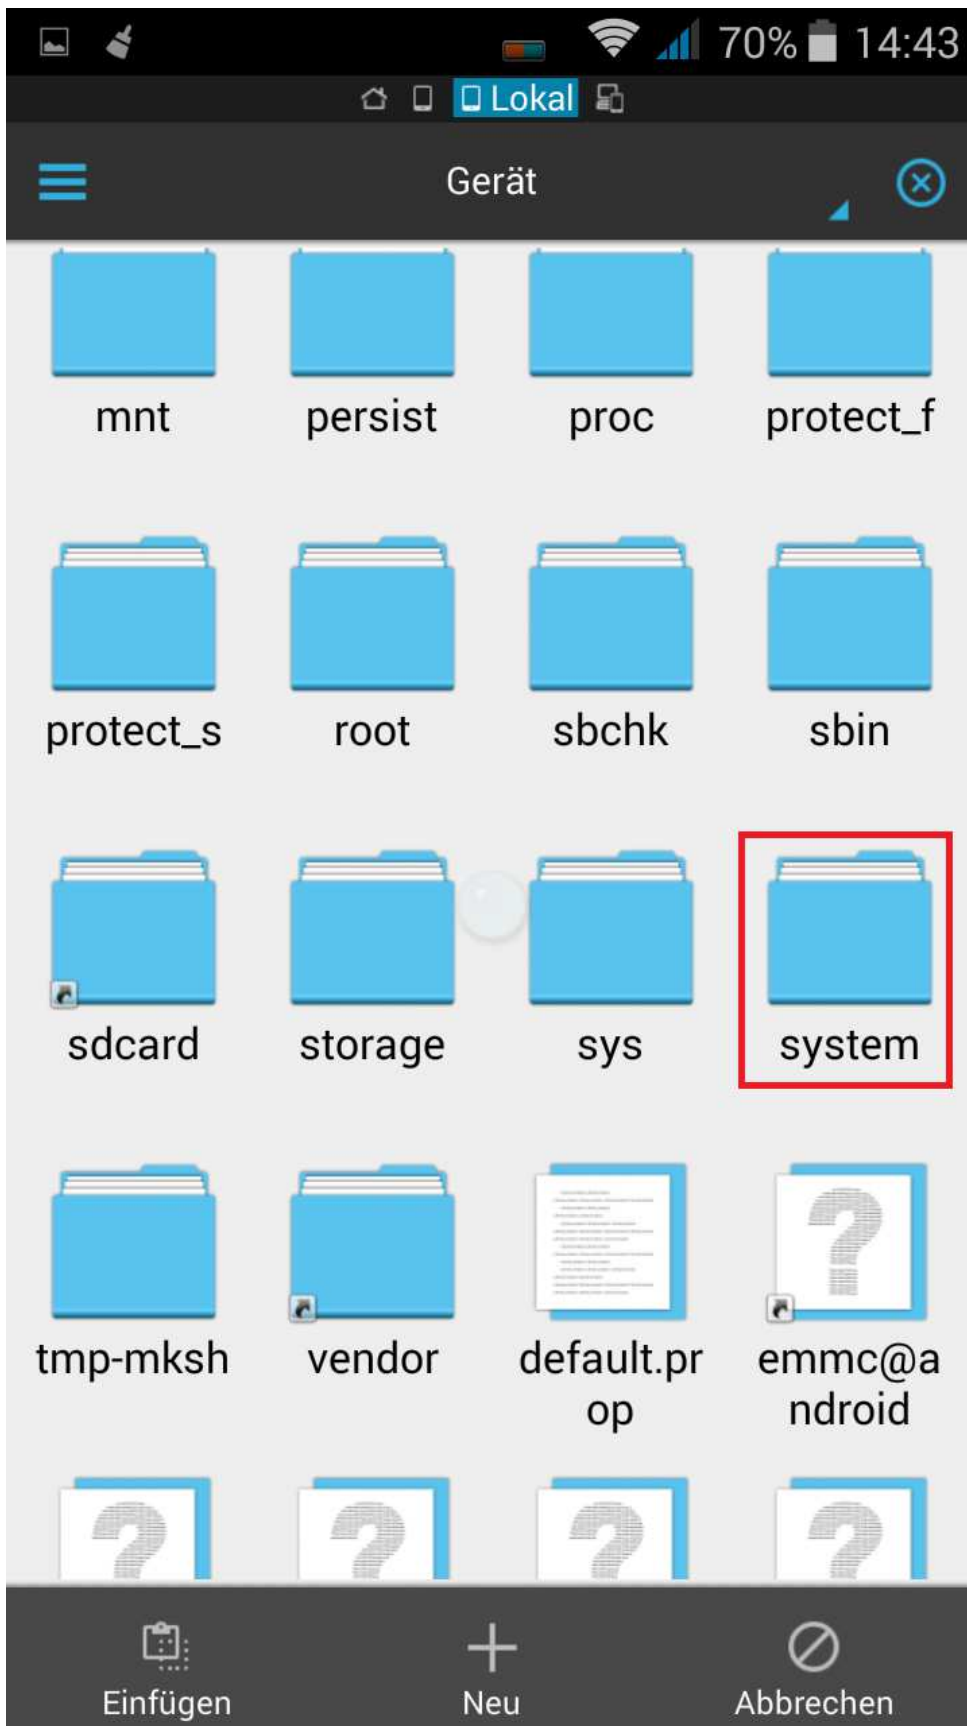 70% 14:43
Lokal
Gerät
mnt persist proc protect_f
protect_s root sbchk sbin
sdcard storage sys system
tmp-mksh vendor default.pr emmc@a
op ndroid
Einfügen Neu Abbrechen